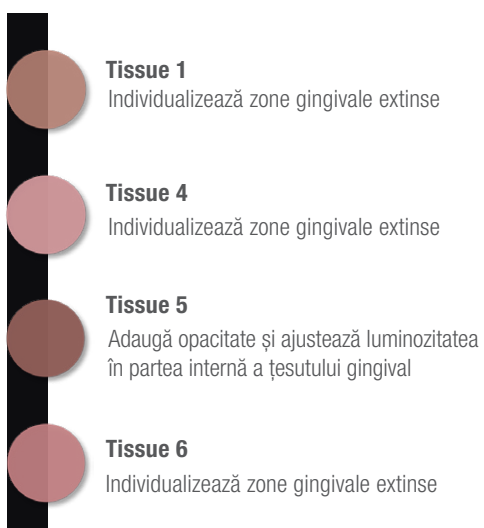 Tissue 1
Individualizează zone gingivale extinse
Tissue 4
Individualizează zone gingivale extinse
Tissue 5
Adaugă opacitate și ajustează luminozitatea
în partea internă a țesutului gingival
Tissue 6
Individualizează zone gingivale extinse